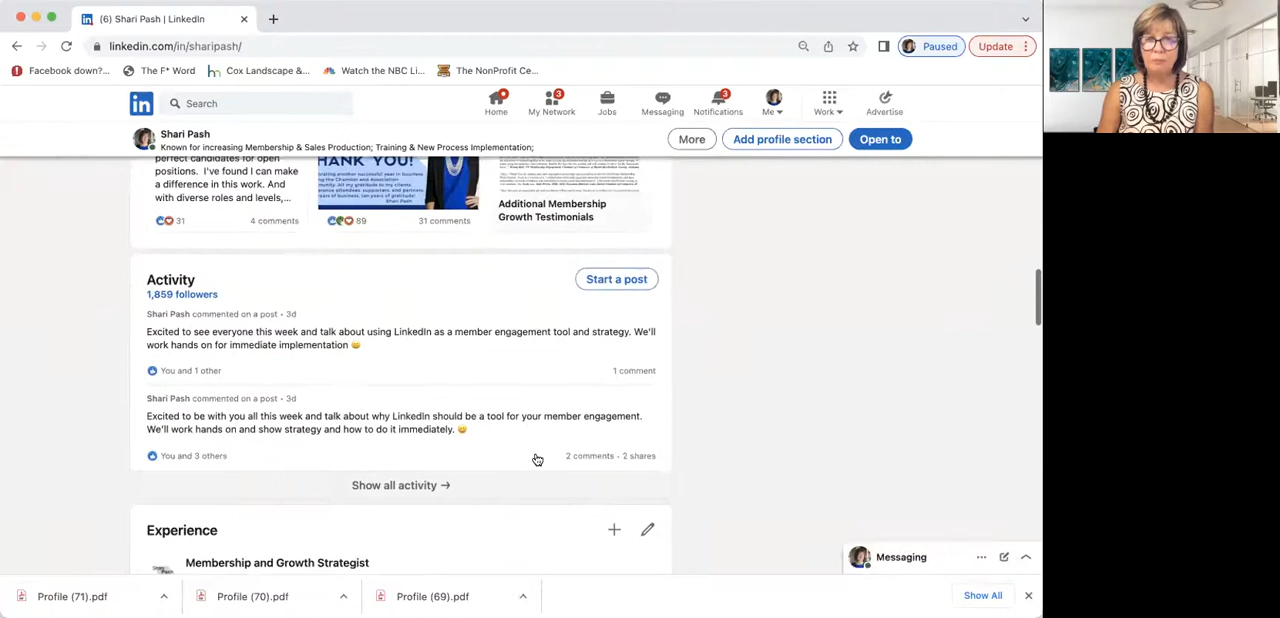 (6) Shari Pash | LinkedIn
linkedin.com/in/sharipash/
Paused
Update
Facebook down?...
The F* Word
Cox Landscape &...
Watch the NBC Li...
The NonProfit Ce...
in
Search
3
3
Home
My Network
Jobs
Messaging
Notifications
Me
Work
Advertise
Shari Pash
Known for increasing Membership & Sales Production; Training & New Process Implementation;
More
Add profile section
Open to
perfect candidates for open
positions. I've found I can
make a difference in this work. And
with diverse roles and levels,...
31
4 comments
HANK YOU!
Shari Pash
89
31 comments
Additional Membership
Growth Testimonials
Activity
1,859 followers
Start a post
Shari Pash commented on a post • 3d
Excited to see everyone this week and talk about using LinkedIn as a member engagement tool and strategy. We'll
work hands on for immediate implementation 😄
You and 1 other
1 comment
Shari Pash commented on a post • 3d
Excited to be with you all this week and talk about why LinkedIn should be a tool for your member engagement.
We'll work hands on and show strategy and how to do it immediately. 😄
You and 3 others
2 comments • 2 shares
Show all activity →
Experience
Membership and Growth Strategist
Messaging
Profile (71).pdf
Profile (70).pdf
Profile (69).pdf
Show All